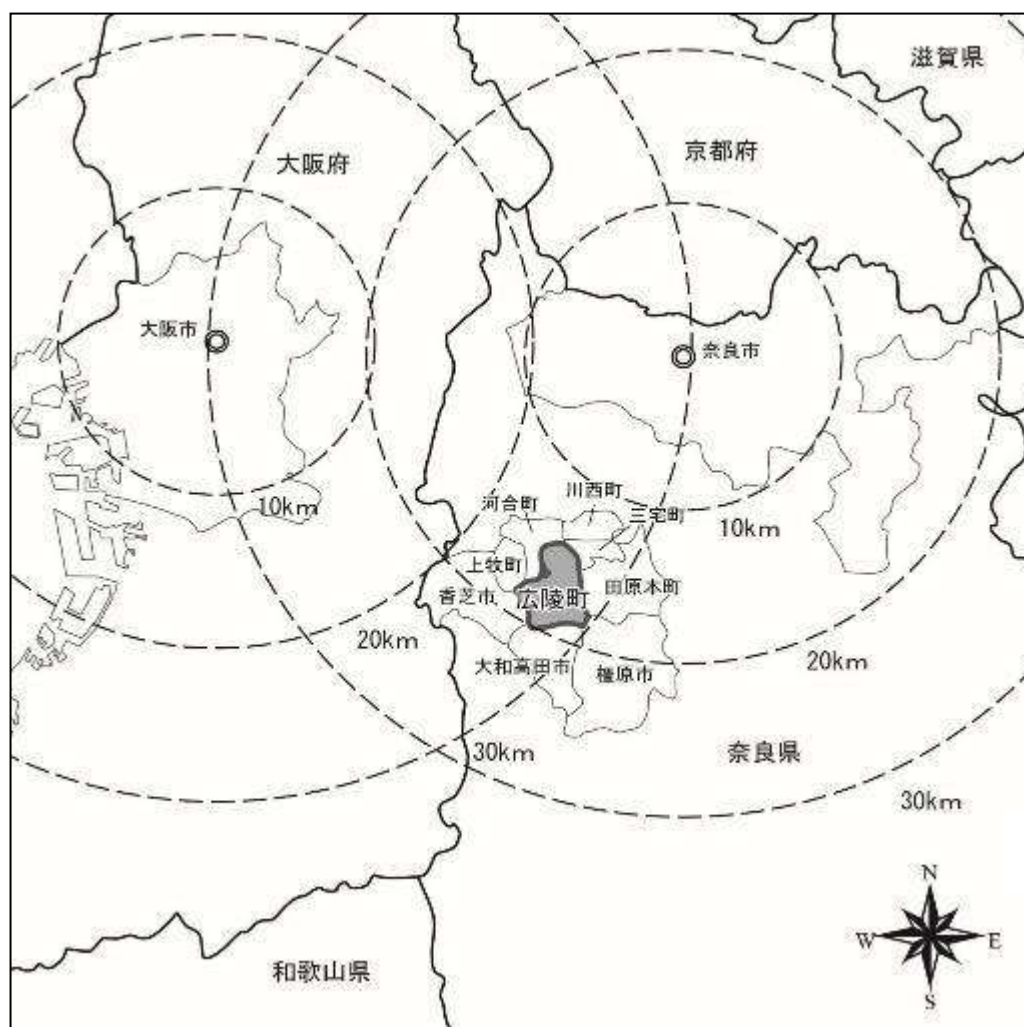 滋賀県
京都府
大阪府
大阪市
奈良市
10km
河合町
川西町
三宅町
10km
上牧町
香芝市
広陵町
田原本町
20km
20km
大和高田市
橿原市
30km
奈良県
30km
N
W
E
S
和歌山県